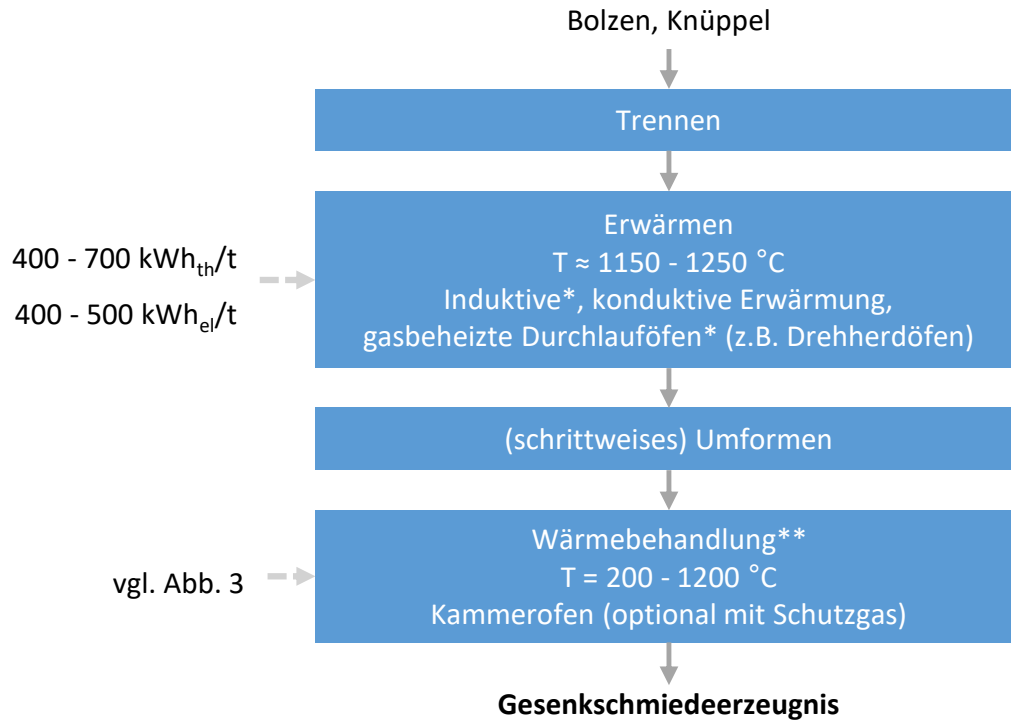 Bolzen, Knüppel
Trennen
400 - 700 kWhth/t
400 - 500 kWhel/t
Erwärmen
T ≈ 1150 - 1250 °C
Induktive*, konduktive Erwärmung,
gasbeheizte Durchlauföfen* (z.B. Drehherdöfen)
(schrittweises) Umformen
vgl. Abb. 3
Wärmebehandlung**
T = 200 - 1200 °C
Kammerofen (optional mit Schutzgas)
Gesenkschmiedeerzeugnis